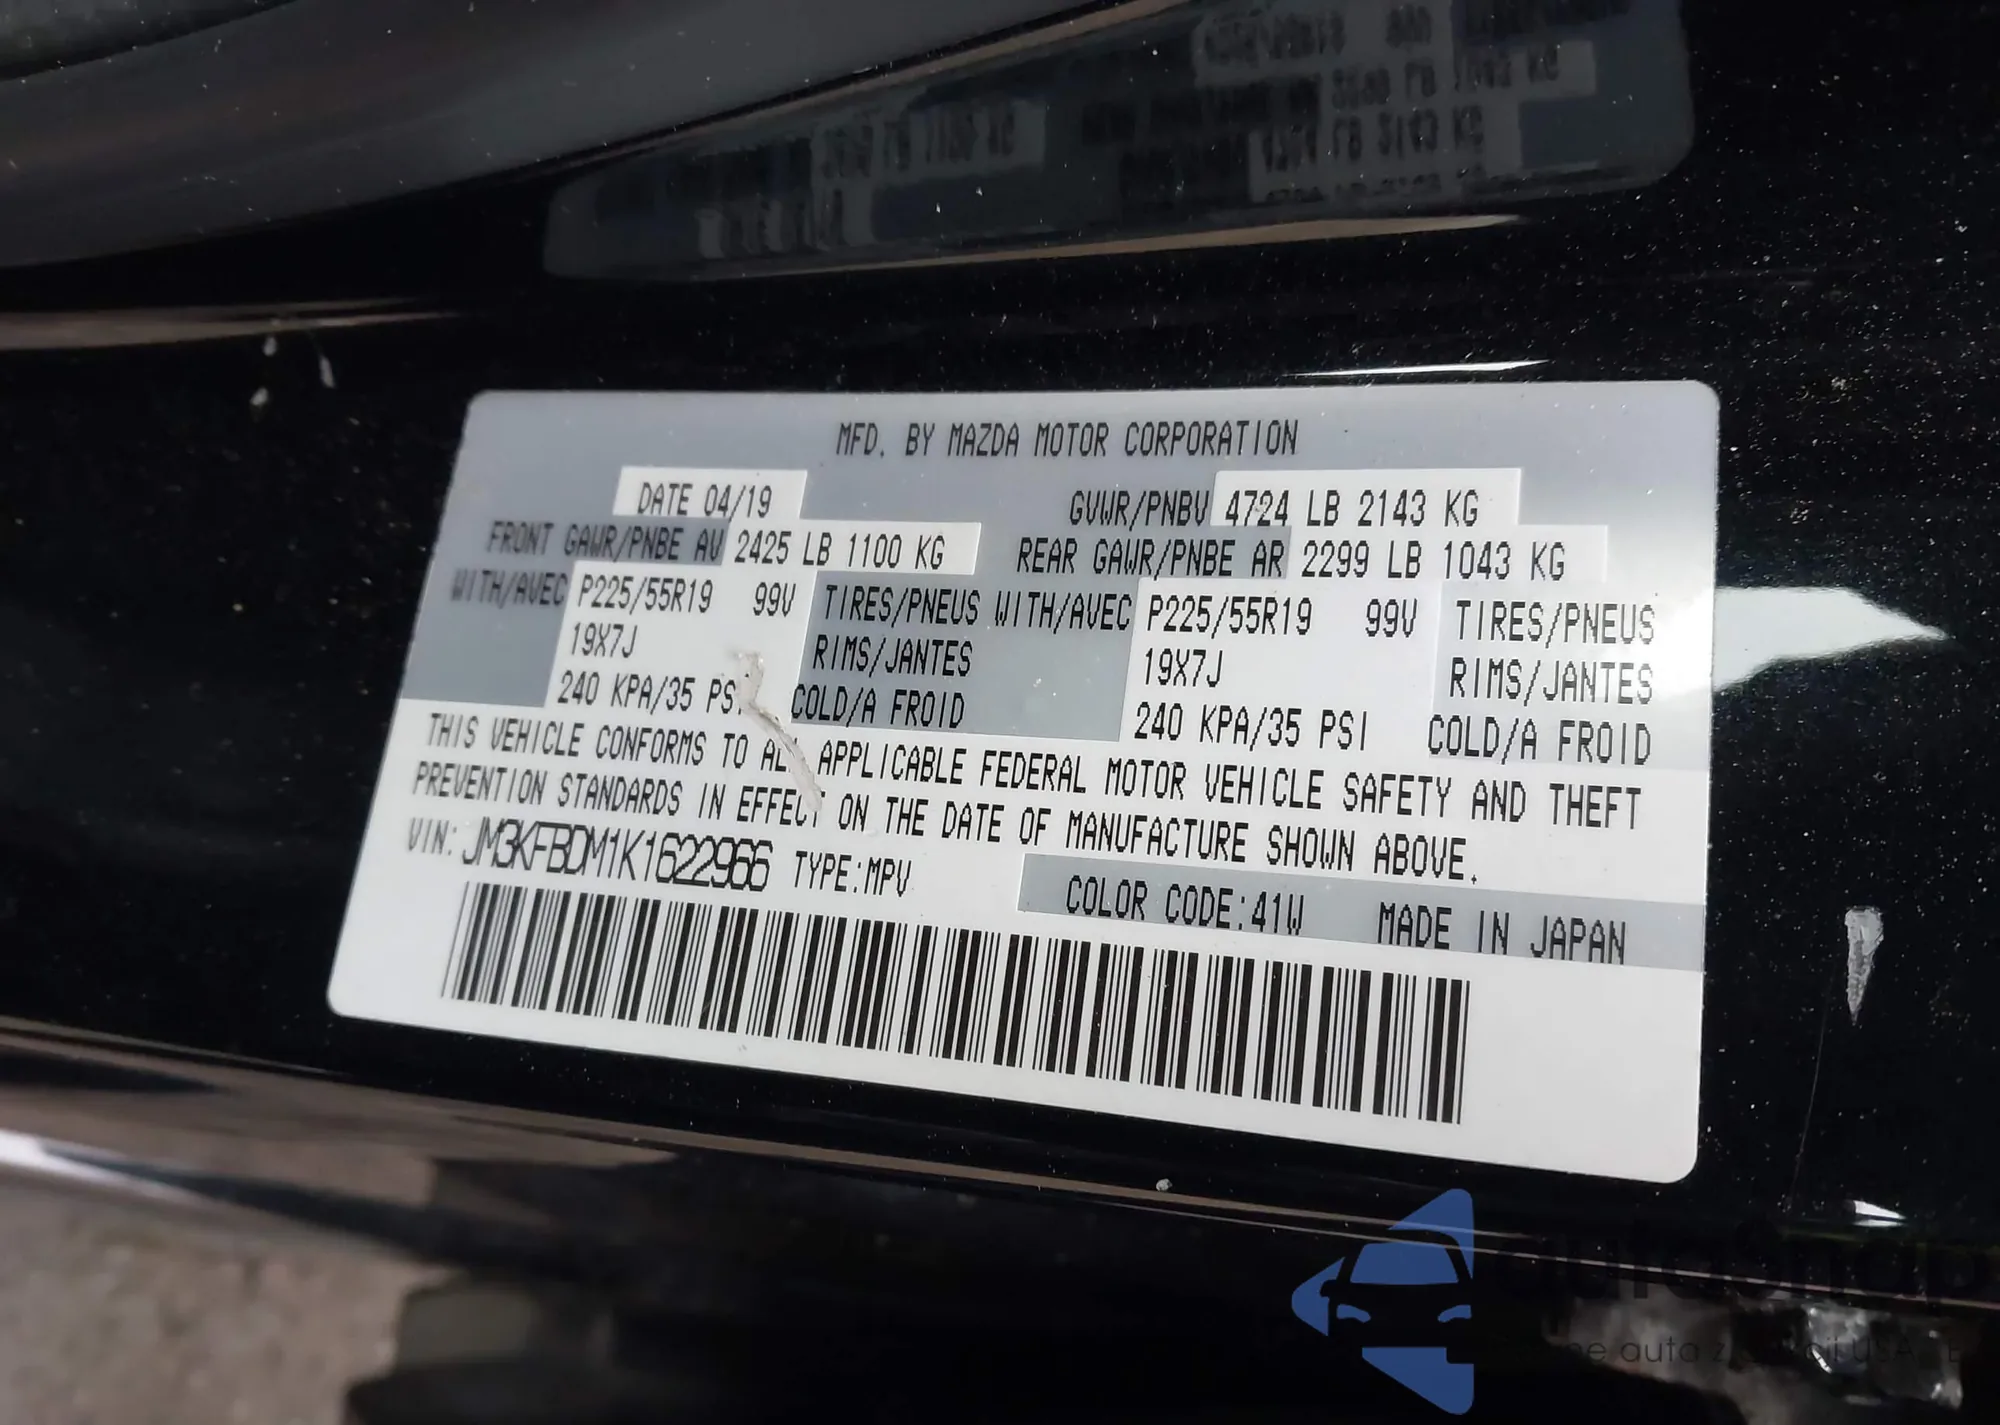 MFD. BY MAZDA MOTOR CORPORATION
DATE 04/19 GVWR/PNBV 4724 LB 2143 KG
FRONT GAWR/PNBE AV 2425 LB 1100 KG REAR GAWR/PNBE AR 2299 LB 1043 KG
WITH/AVEC P225/55R19 99V TIRES/PNEUS WITH/AVEC P225/55R19 99V TIRES/PNEUS
19X7J RIMS/JANTES 19X7J RIMS/JANTES
240 KPA/35 PSI COLD/A FROID 240 KPA/35 PSI COLD/A FROID
THIS VEHICLE CONFORMS TO ALL APPLICABLE FEDERAL MOTOR VEHICLE SAFETY AND THEFT
PREVENTION STANDARDS IN EFFECT ON THE DATE OF MANUFACTURE SHOWN ABOVE.
VIN: JM3KFBDM1K1622966 TYPE:MPV
COLOR CODE:41W MADE IN JAPAN
auta